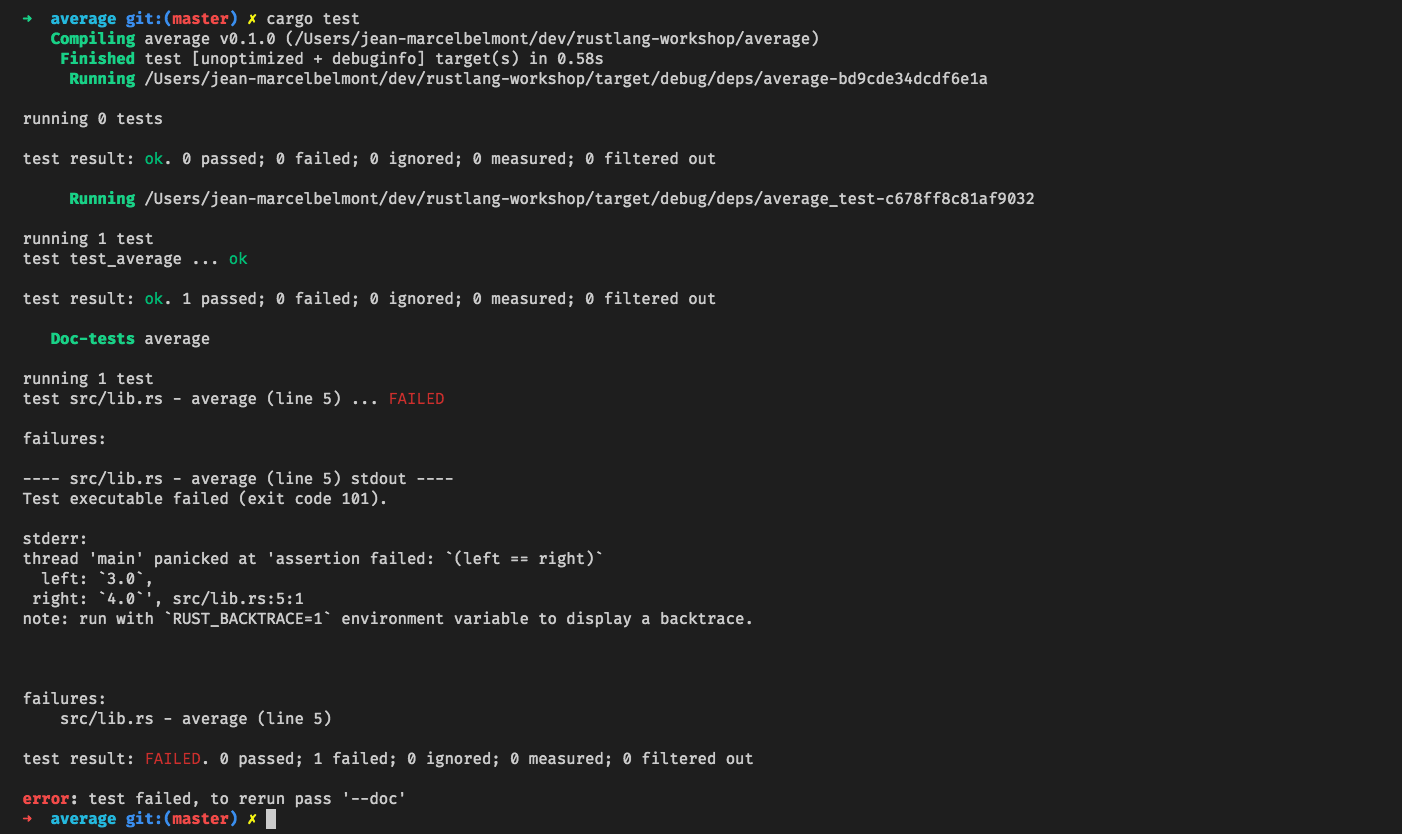 ➜  average git:(master) ✗ cargo test
   Compiling average v0.1.0 (/Users/jean-marcelbelmont/dev/rustlang-workshop/average)
    Finished test [unoptimized + debuginfo] target(s) in 0.58s
     Running /Users/jean-marcelbelmont/dev/rustlang-workshop/target/debug/deps/average-bd9cde34dcdf6e1a
running 0 tests
test result: ok. 0 passed; 0 failed; 0 ignored; 0 measured; 0 filtered out
     Running /Users/jean-marcelbelmont/dev/rustlang-workshop/target/debug/deps/average_test-c678ff8c81af9032
running 1 test
test test_average ... ok
test result: ok. 1 passed; 0 failed; 0 ignored; 0 measured; 0 filtered out
   Doc-tests average
running 1 test
test src/lib.rs - average (line 5) ... FAILED
failures:
---- src/lib.rs - average (line 5) stdout ----
Test executable failed (exit code 101).
stderr:
thread 'main' panicked at 'assertion failed: `(left == right)`
  left: `3.0`,
 right: `4.0`', src/lib.rs:5:1
note: run with `RUST_BACKTRACE=1` environment variable to display a backtrace.
failures:
    src/lib.rs - average (line 5)
test result: FAILED. 0 passed; 1 failed; 0 ignored; 0 measured; 0 filtered out
error: test failed, to rerun pass '--doc'
➜  average git:(master) ✗